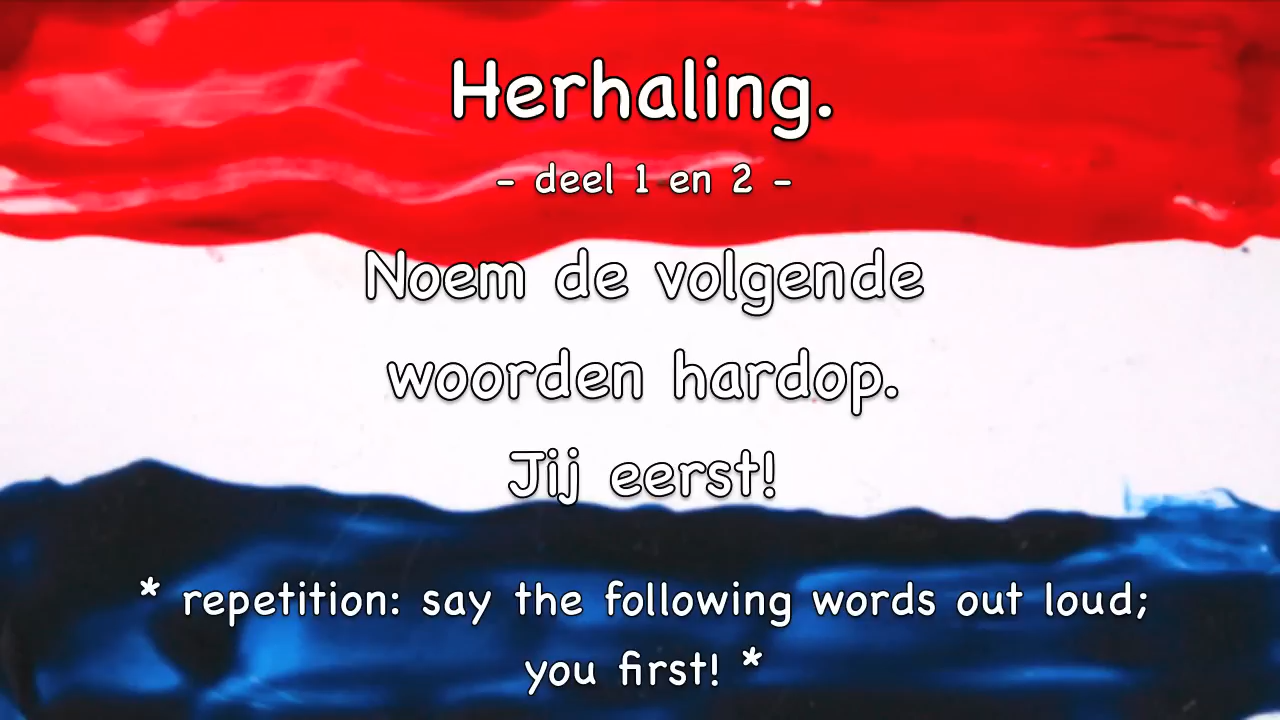 Herhaling.
- deel 1 en 2 -
Noem de volgende
woorden hardop.
Jij eerst!
* repetition: say the following words out loud;
you first! *